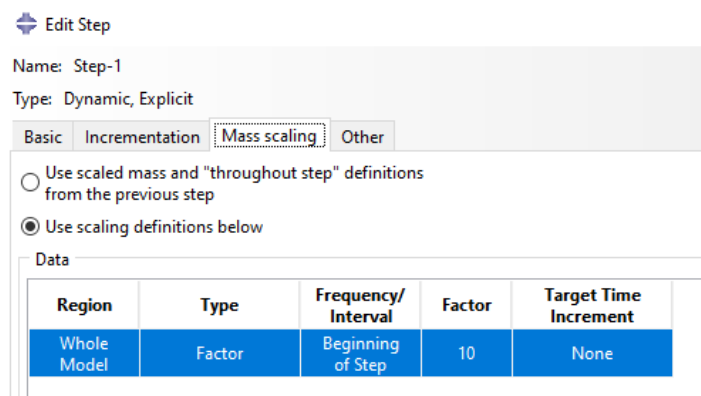 Edit Step
Name: Step-1
Type: Dynamic, Explicit
Basic Incrementation Mass scaling Other
Use scaled mass and "throughout step" definitions
from the previous step
Use scaling definitions below
Data
Region Type Frequency/ Interval Factor Target Time Increment
Whole Model Factor Beginning of Step 10 None